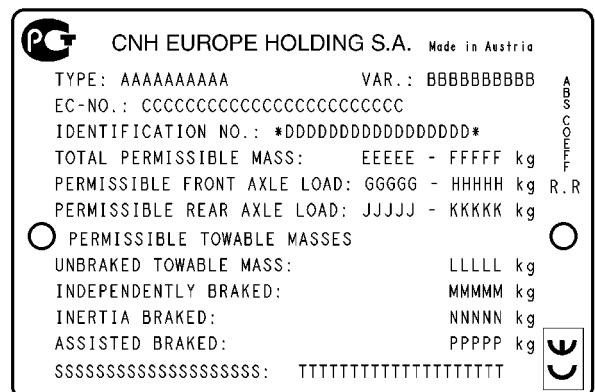 PCT CNH EUROPE HOLDING S.A. Made in Austria
TYPE: AAAAAAAAAA VAR.: BBBBBBBBBB
EC-NO.: CCCCCCCCCCCCCCCCCCCCCCCCC
IDENTIFICATION NO.: *DDDDDDDDDDDDDDDDD*
TOTAL PERMISSIBLE MASS: EEEEE - FFFFF kg
PERMISSIBLE FRONT AXLE LOAD: GGGGG - HHHHH kg
PERMISSIBLE REAR AXLE LOAD: JJJJJ - KKKKK kg
PERMISSIBLE TOWABLE MASSES
UNBRAKED TOWABLE MASS: LLLLL kg
INDEPENDENTLY BRAKED: MMMMM kg
INERTIA BRAKED: NNNNN kg
ASSISTED BRAKED: PPPPP kg
SSSSSSSSSSSSSSSSSSSS: TTTTTTTTTTTTTTTTTTTT
ABS COEFF
R.R
CE